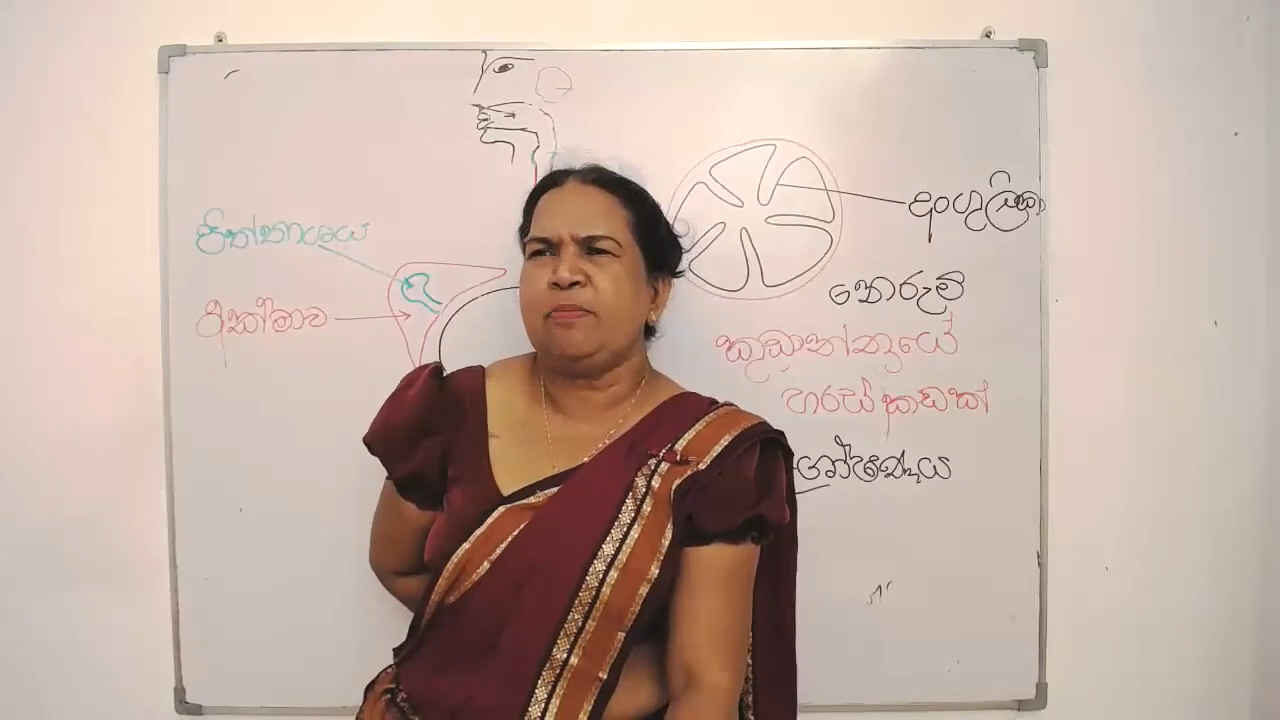 පිත්තාශය
අක්මාව
අංගුලිකා
නෙරුම්
කුඩාන්ත්‍රයේ
හරස්කඩක්